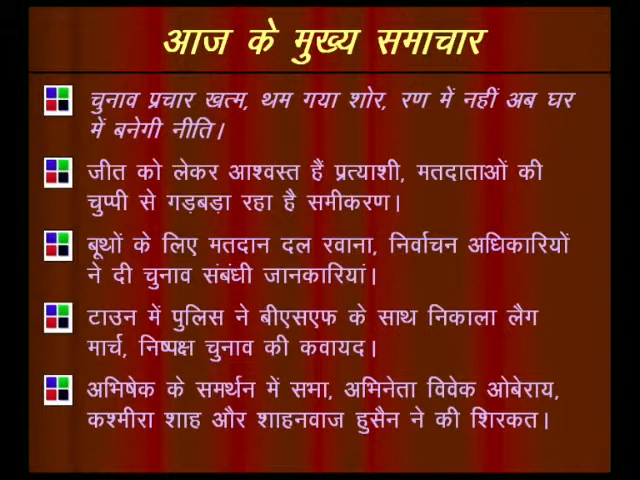 आज के मुख्य समाचार
चुनाव प्रचार खत्म, थम गया शोर, रण में नहीं अब घर
में बनेगी नीति।
जीत को लेकर आश्वस्त हैं प्रत्याशी, मतदाताओं की
चुप्पी से गड़बड़ा रहा है समीकरण।
बूथों के लिए मतदान दल रवाना, निर्वाचन अधिकारियों
ने दी चुनाव संबंधी जानकारियां।
टाउन में पुलिस ने बीएसएफ के साथ निकाला लैग
मार्च, निष्पक्ष चुनाव की कवायद।
अभिषेक के समर्थन में सभा, अभिनेता विवेक ओबेराय,
कश्मीरा शाह और शाहनवाज हुसैन ने की शिरकत।